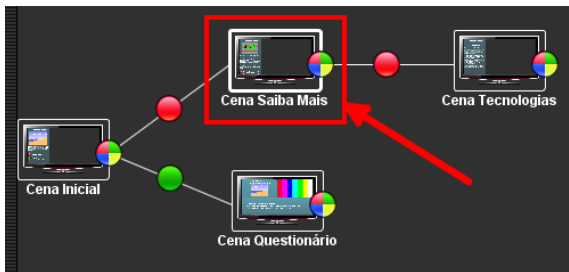 Cena Saiba Mais
Cena Tecnologias
Cena Inicial
Cena Questionário